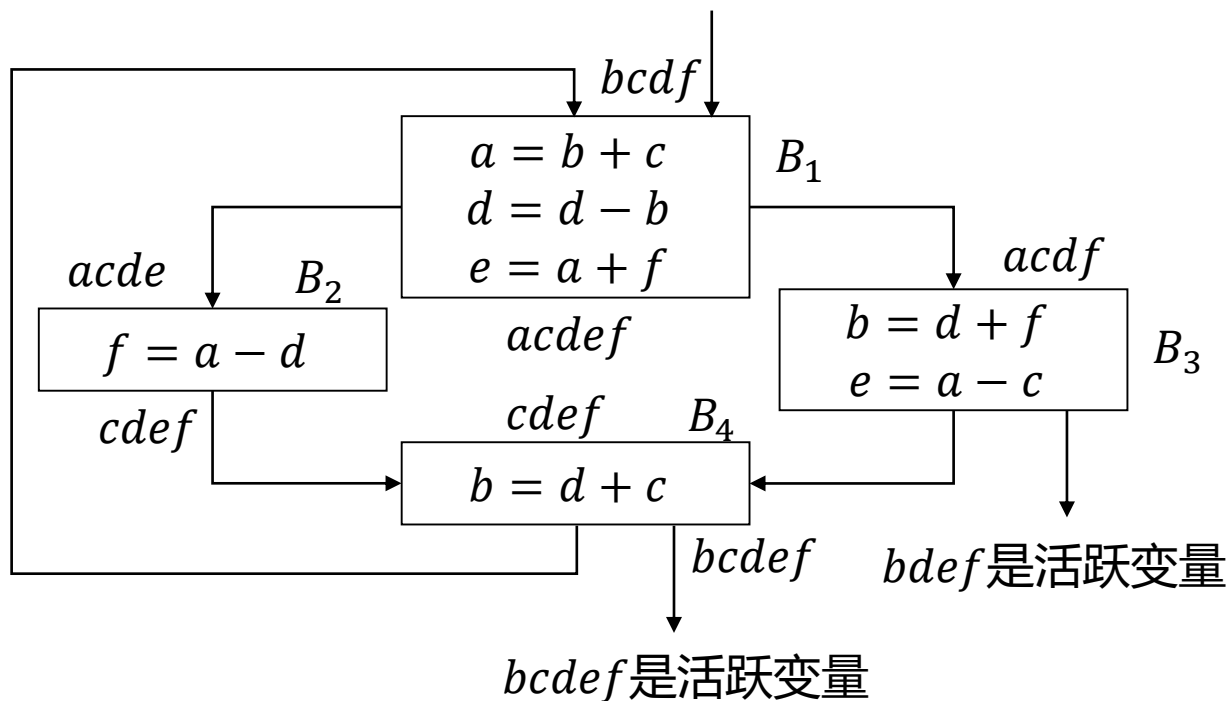 bcdf
a = b + c
d = d − b
e = a + f
B₁
acde
B₂
acdf
f = a − d
acdef
b = d + f
e = a − c
B₃
cdef
cdef
B₄
b = d + c
bcdef
bdef是活跃变量
bcdef是活跃变量